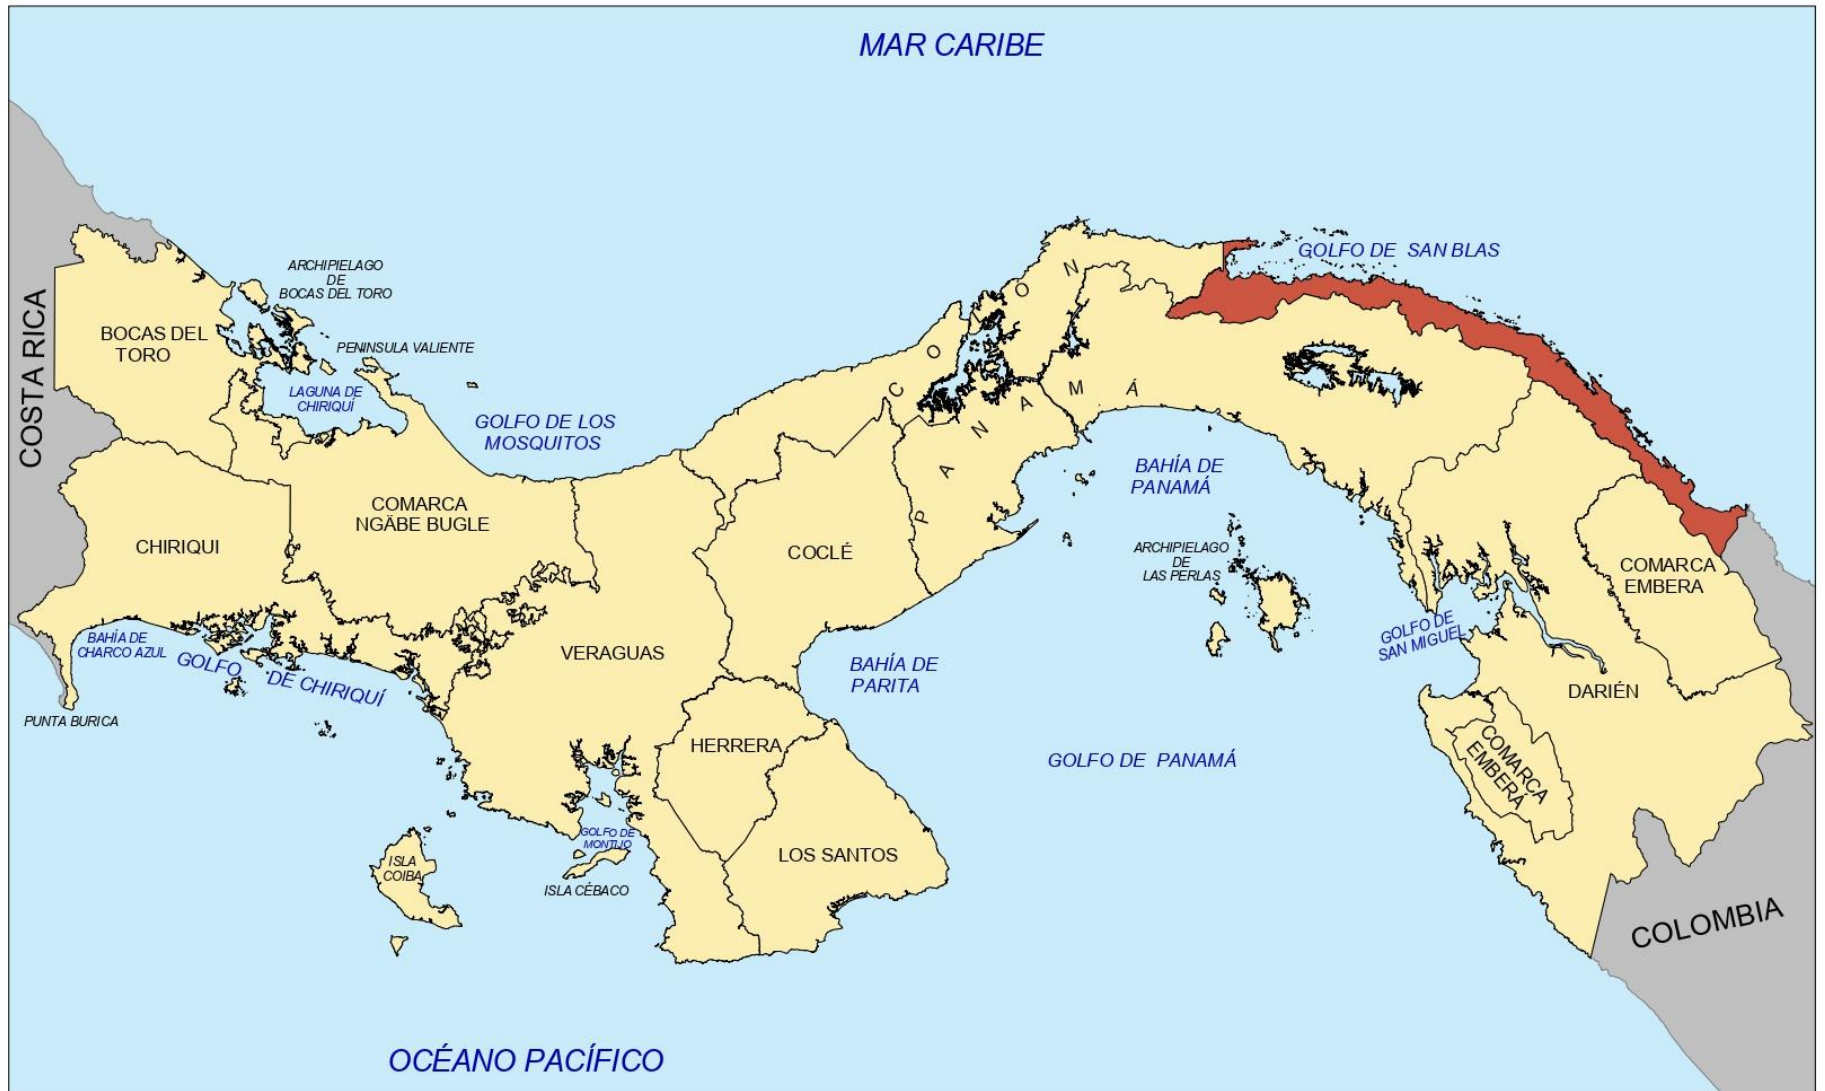 MAR CARIBE
GOLFO DE SAN BLAS
ARCHIPIELAGO
DE
BOCAS DEL TORO
COSTA RICA
BOCAS DEL
TORO
PENINSULA VALIENTE
LAGUNA DE
CHIRIQUÍ
GOLFO DE LOS
MOSQUITOS
COLON
PANAMÁ
BAHÍA DE
PANAMÁ
COMARCA
NGÄBE BUGLE
CHIRIQUI
COCLÉ
ARCHIPIELAGO
DE
LAS PERLAS
COMARCA
EMBERA
BAHÍA DE
CHARCO AZUL
GOLFO DE CHIRIQUÍ
VERAGUAS
BAHÍA DE
PARITA
GOLFO DE
SAN MIGUEL
DARIÉN
PUNTA BURICA
HERRERA
GOLFO DE PANAMÁ
COMARCA
EMBERÁ
GOLFO DE
MONTIJO
LOS SANTOS
ISLA
COIBA
ISLA CÉBACO
COLOMBIA
OCÉANO PACÍFICO